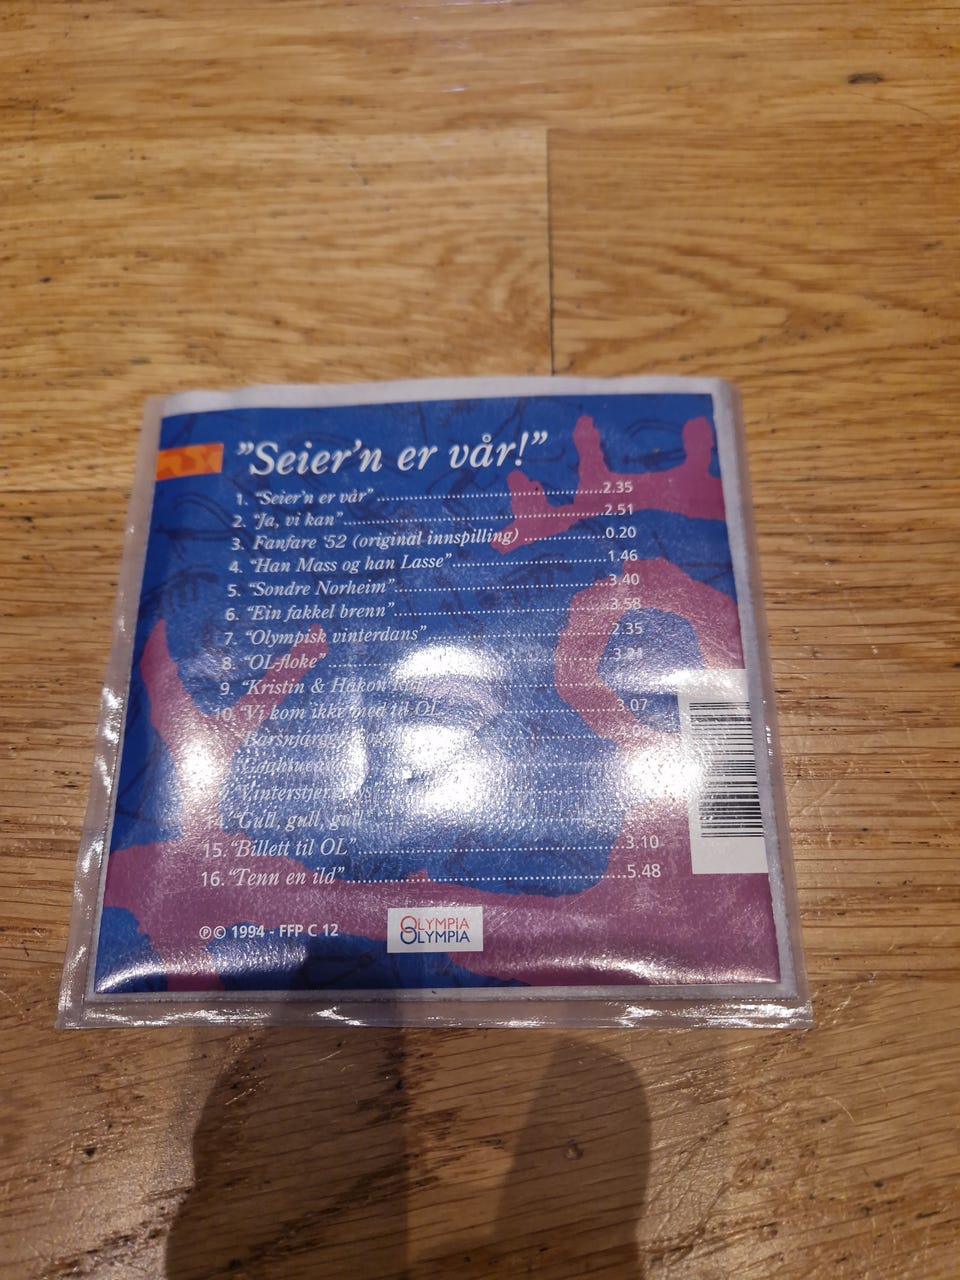 "Seier'n er vår!"
1. "Seier'n er vår" ........ 2.35
2. "Ja, vi kan" ........ 2.51
3. Fanfare '52 (original innspilling) ........ 0.20
4. "Han Mass og han Lasse" ........ 1.46
5. "Sondre Norheim" ........ 3.40
6. "Ein fakkel brenn" ........ 3.58
7. "Olympisk vinterdans" ........ 2.35
8. "OL-floke" ........
9. "Kristin & Håkon
10. "Vi kom ikke med til OL" ........ 3.07
14. "Gull, gull, gull"
15. "Billett til OL" ........ 3.10
16. "Tenn en ild" ........ 5.48
℗© 1994 - FFP C 12
OLYMPIA
OLYMPIA